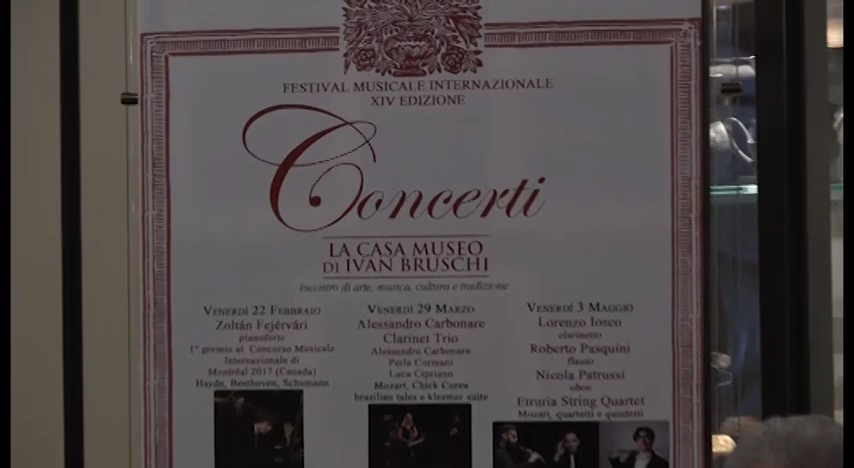 FESTIVAL MUSICALE INTERNAZIONALE
XIV EDIZIONE
Concerti
LA CASA MUSEO
DI IVAN BRUSCHI
Incontro di arte, musica, cultura e tradizione
VENERDÌ 22 FEBBRAIO
Zoltán Fejérvári
pianoforte
1° premio al Concorso Musicale
Internazionale di
Montréal 2017 (Canada)
Haydn, Beethoven, Schumann
VENERDÌ 29 MARZO
Alessandro Carbonare
Clarinet Trio
Alessandro Carbonare
Perla Cormani
Luca Cipriano
Mozart, Chick Corea
brasilian tales e klezmer suite
VENERDÌ 3 MAGGIO
Lorenzo Iosco
clarinetto
Roberto Pasquini
flauto
Nicola Patrussi
oboe
Etruria String Quartet
Mozart, quartetti e quintetti